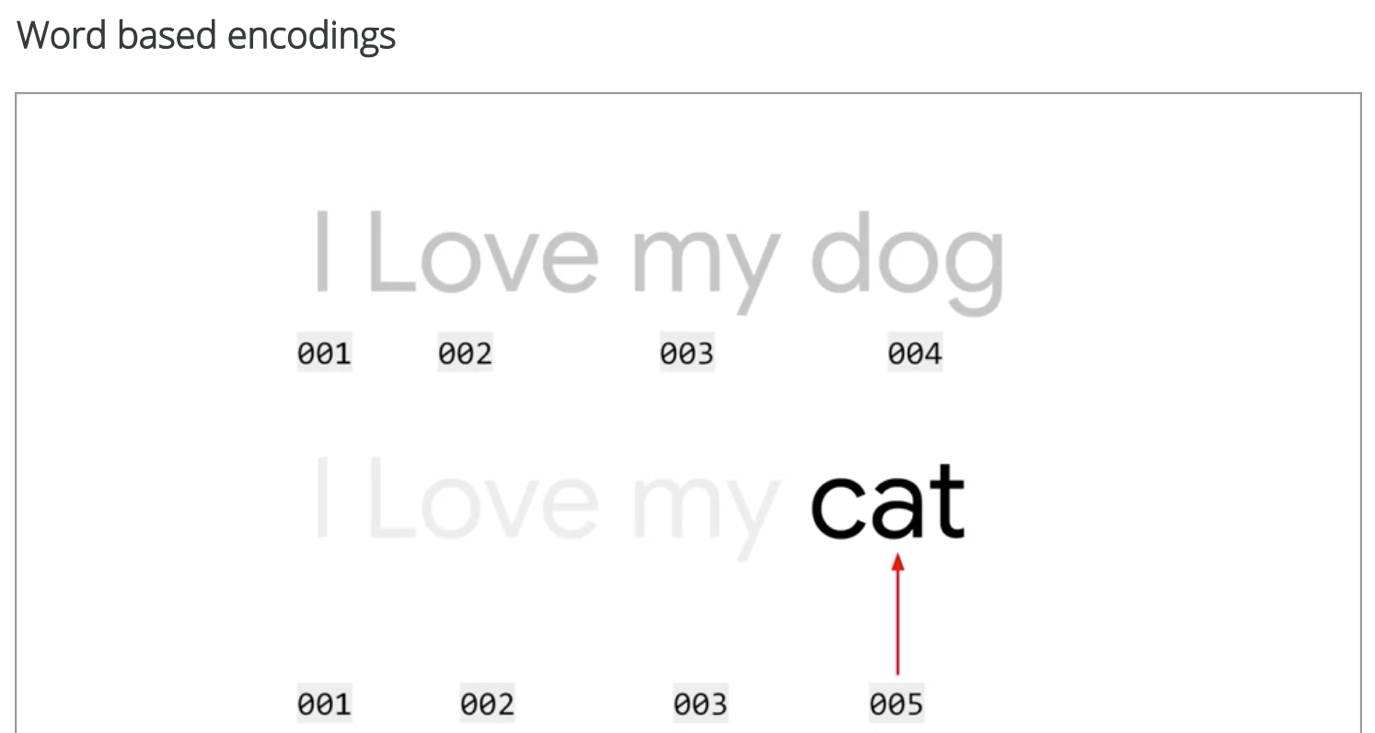 Word based encodings
I Love my dog
001 002 003 004
I Love my cat
001 002 003 005